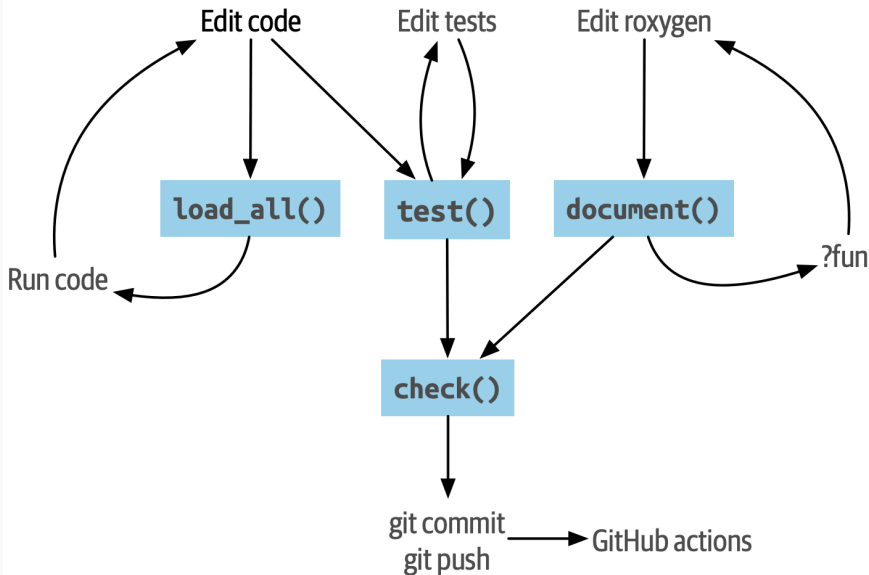 Edit code
Edit tests
Edit roxygen
load_all()
test()
document()
Run code
?fun
check()
git commit
git push
GitHub actions